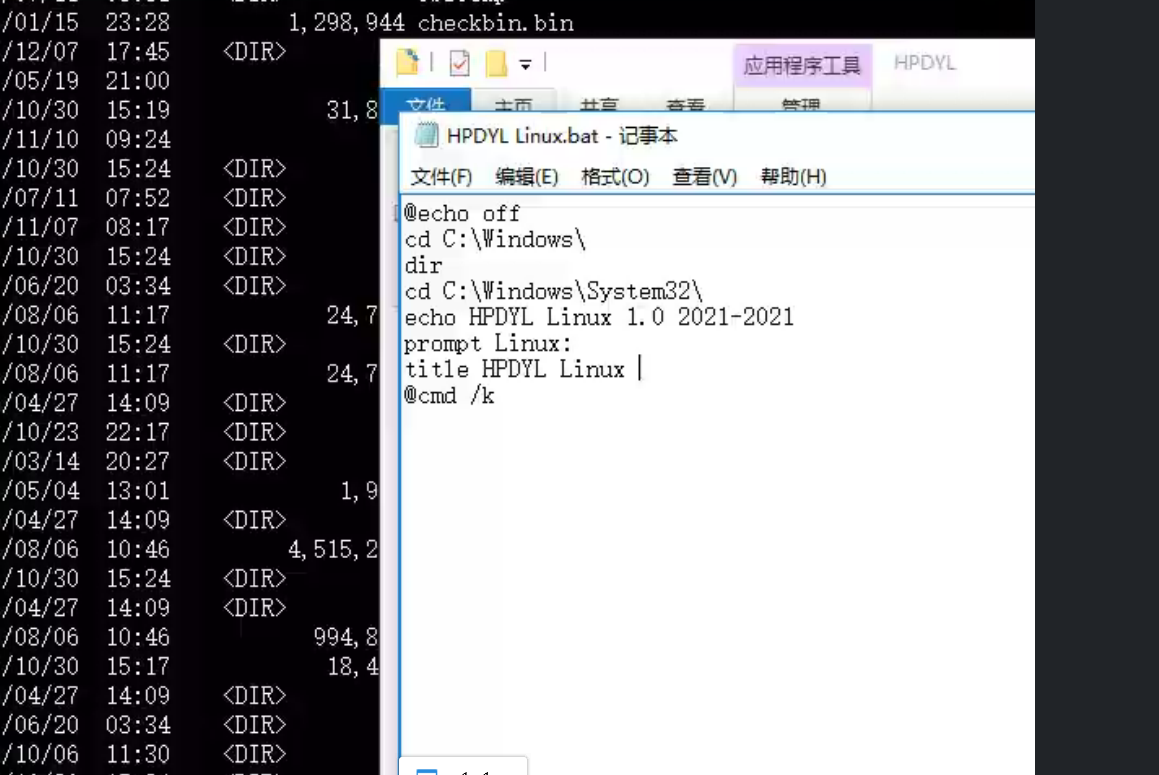 /01/15 23:28 1,298,944 checkbin.bin
/12/07 17:45 <DIR>
/05/19 21:00
/10/30 15:19 31,8
/11/10 09:24
/10/30 15:24 <DIR>
/07/11 07:52 <DIR>
/11/07 08:17 <DIR>
/10/30 15:24 <DIR>
/06/20 03:34 <DIR>
/08/06 11:17 24,7
/10/30 15:24 <DIR>
/08/06 11:17 24,7
/04/27 14:09 <DIR>
/10/23 22:17 <DIR>
/03/14 20:27 <DIR>
/05/04 13:01 1,9
/04/27 14:09 <DIR>
/08/06 10:46 4,515,2
/10/30 15:24 <DIR>
/04/27 14:09 <DIR>
/08/06 10:46 994,8
/10/30 15:17 18,4
/04/27 14:09 <DIR>
/06/20 03:34 <DIR>
/10/06 11:30 <DIR>
应用程序工具 HPDYL
文件 主页 共享 查看 管理
HPDYL Linux.bat - 记事本
文件(F) 编辑(E) 格式(O) 查看(V) 帮助(H)
@echo off
cd C:\Windows\
dir
cd C:\Windows\System32\
echo HPDYL Linux 1.0 2021-2021
prompt Linux:
title HPDYL Linux
@cmd /k